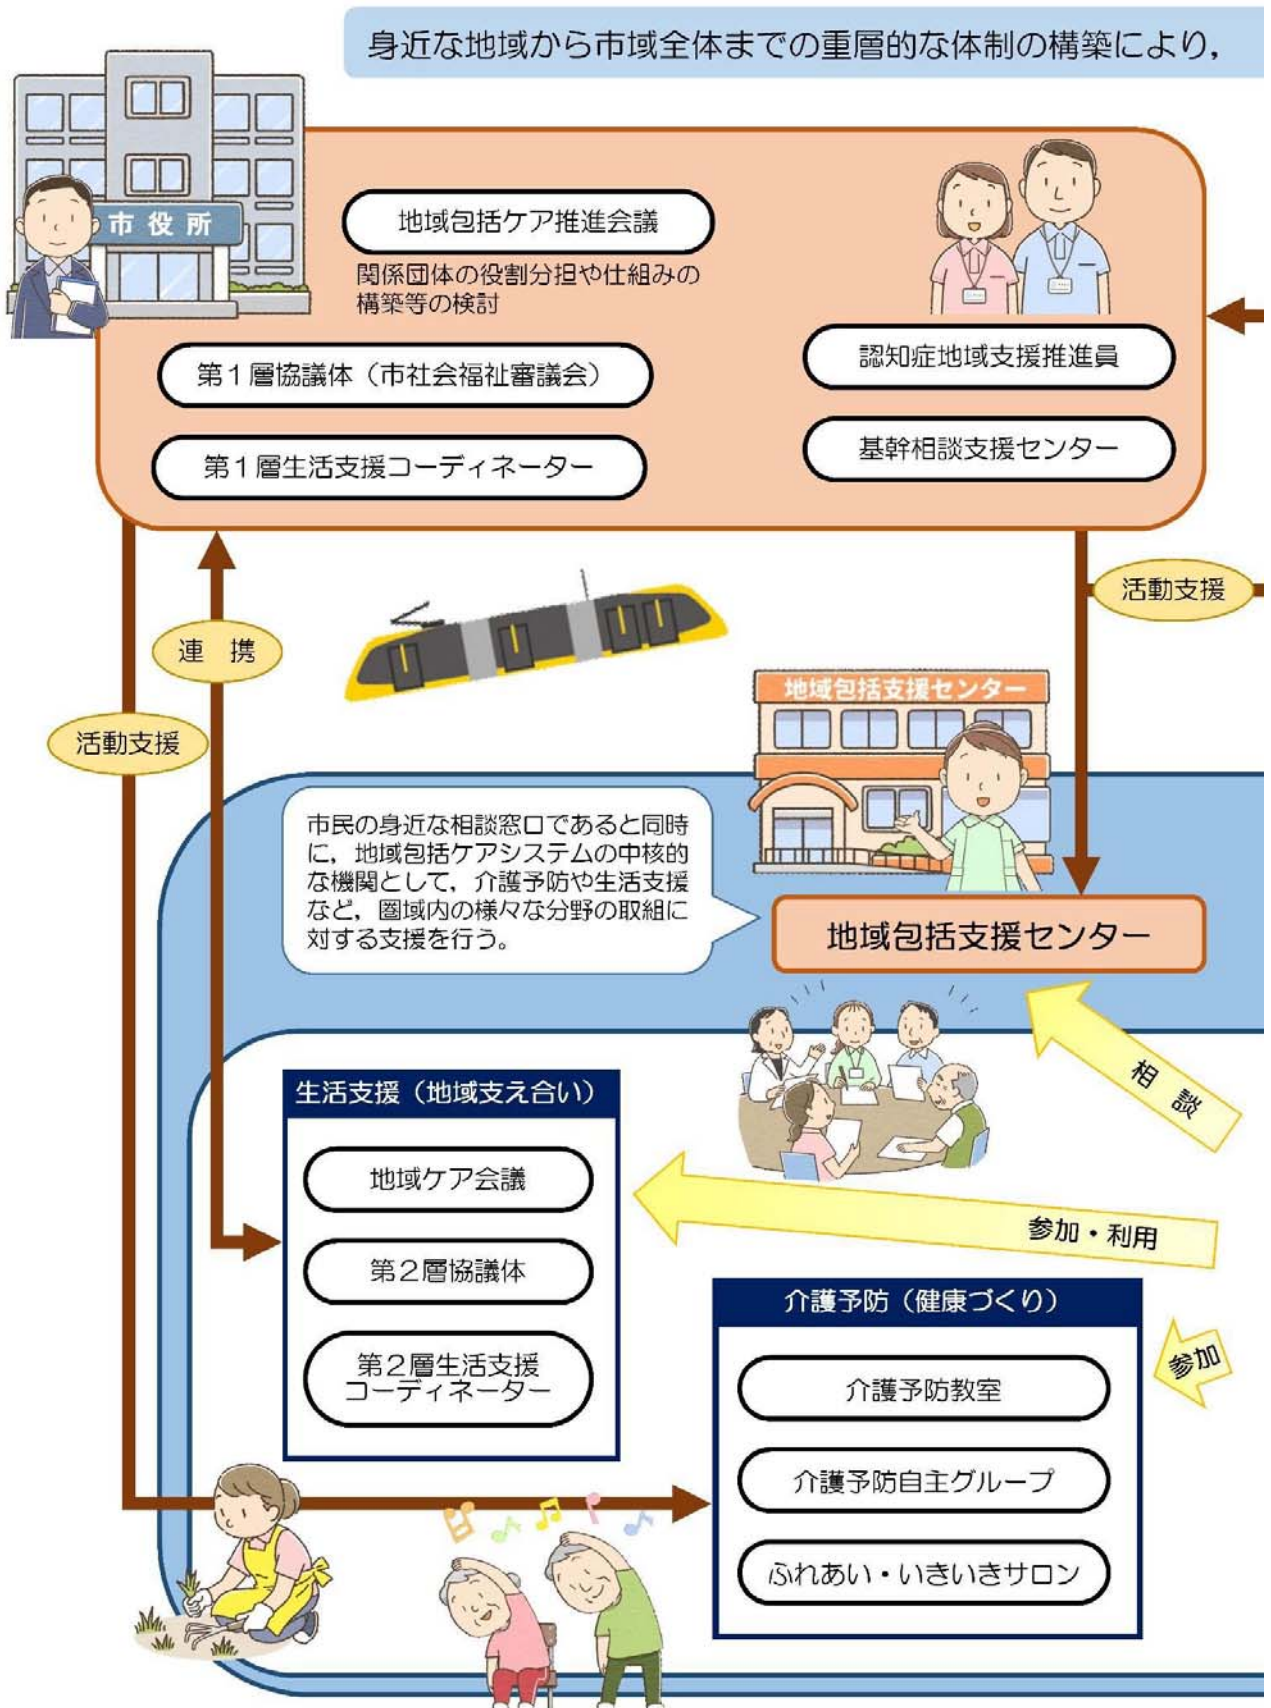 身近な地域から市域全体までの重層的な体制の構築により，
市役所
地域包括ケア推進会議
関係団体の役割分担や仕組みの
構築等の検討
第１層協議体（市社会福祉審議会）
第１層生活支援コーディネーター
認知症地域支援推進員
基幹相談支援センター
連　携
活動支援
活動支援
地域包括支援センター
市民の身近な相談窓口であると同時
に，地域包括ケアシステムの中核的
な機関として，介護予防や生活支援
など，圏域内の様々な分野の取組に
対する支援を行う。
地域包括支援センター
相　談
生活支援（地域支え合い）
地域ケア会議
第２層協議体
第２層生活支援
コーディネーター
参加・利用
介護予防（健康づくり）
介護予防教室
介護予防自主グループ
ふれあい・いきいきサロン
参加